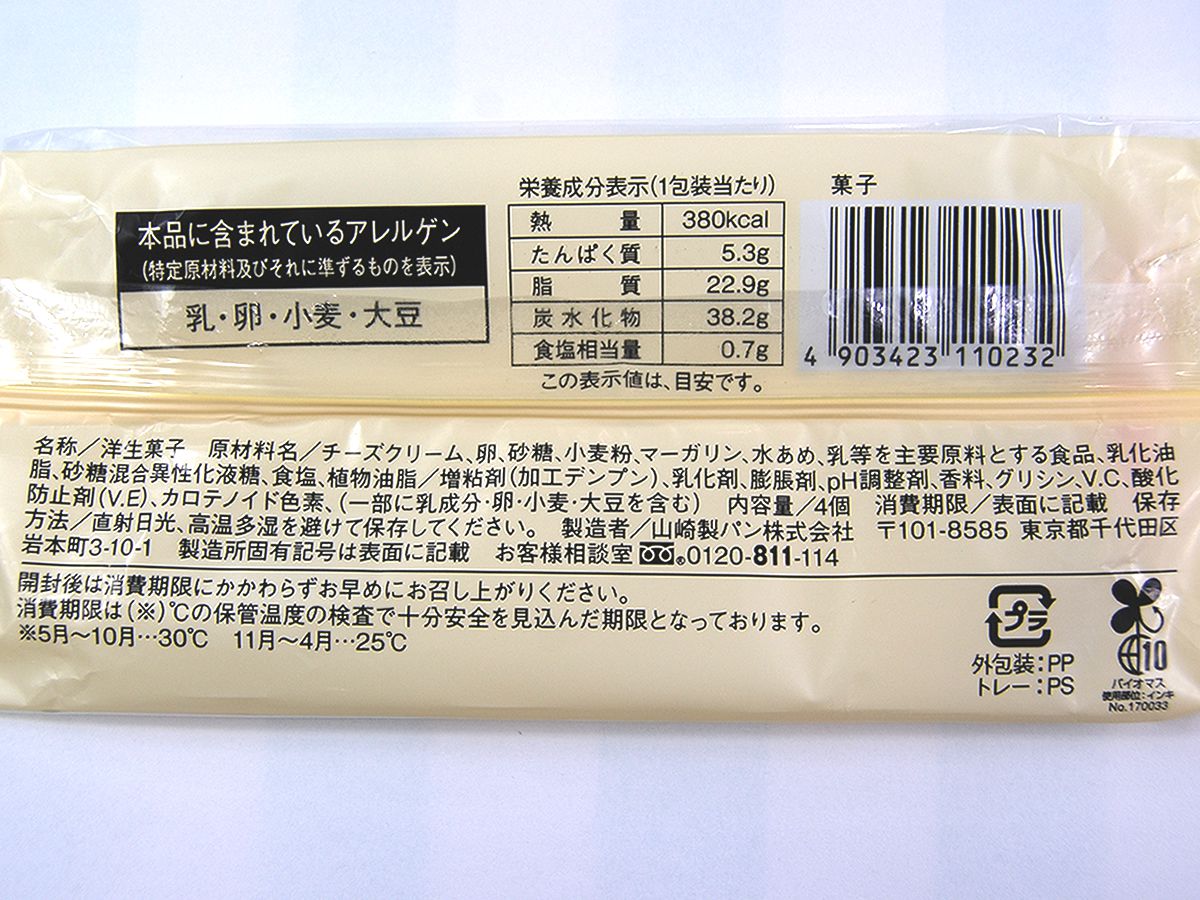 本品に含まれているアレルゲン
(特定原材料及びそれに準ずるものを表示)
乳・卵・小麦・大豆
栄養成分表示(1包装当たり)
熱量 380kcal
たんぱく質 5.3g
脂質 22.9g
炭水化物 38.2g
食塩相当量 0.7g
この表示値は、目安です。
菓子
4 903423 110232
名称/洋生菓子 原材料名/チーズクリーム、卵、砂糖、小麦粉、マーガリン、水あめ、乳等を主要原料とする食品、乳化油
脂、砂糖混合異性化液糖、食塩、植物油脂/増粘剤(加工デンプン)、乳化剤、膨脹剤、pH調整剤、香料、グリシン、V.C、酸化
防止剤(V.E)、カロテノイド色素、(一部に乳成分・卵・小麦・大豆を含む) 内容量/4個 消費期限/表面に記載 保存
方法/直射日光、高温多湿を避けて保存してください。 製造者/山崎製パン株式会社 〒101-8585 東京都千代田区
岩本町3-10-1 製造所固有記号は表面に記載 お客様相談室 ®0120-811-114
開封後は消費期限にかかわらずお早めにお召し上がりください。
消費期限は(※)℃の保管温度の検査で十分安全を見込んだ期限となっております。
※5月〜10月…30℃ 11月〜4月…25℃
プラ
外包装:PP
トレー:PS
10
バイオマス
使用部位:インキ
No.170033